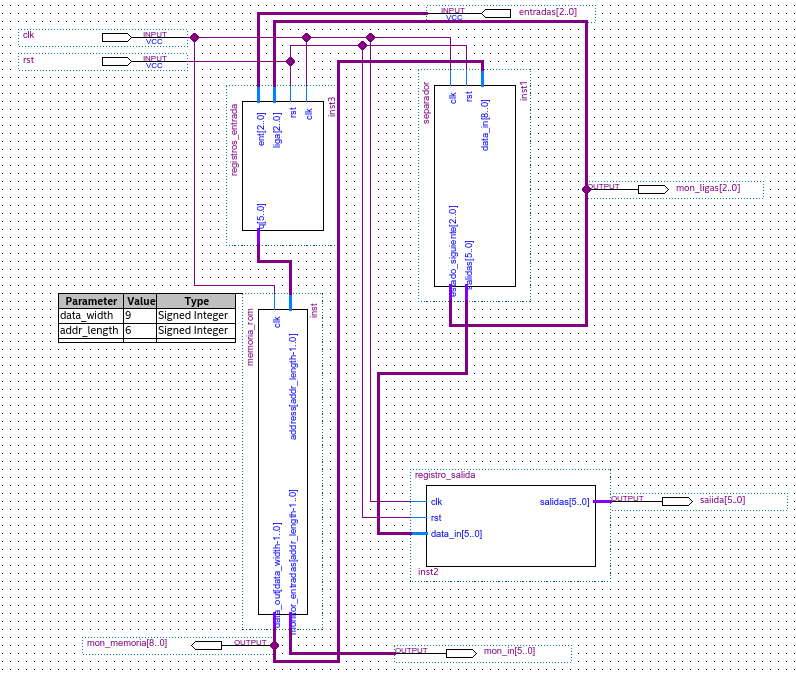 INPUT
VCC
entradas[2..0]
clk
INPUT
VCC
rst
INPUT
VCC
registros_entrada
ent[2..0]
liga[2..0]
rst
clk
q[5..0]
inst3
separador
clk
rst
data_in[8..0]
estado_siguiente[2..0]
salidas[5..0]
inst1
OUTPUT
mon_ligas[2..0]
Parameter Value Type
data_width 9 Signed Integer
addr_length 6 Signed Integer
memoria_rom
clk
address[addr_length-1..0]
data_out[data_width-1..0]
monitor_entradas[addr_length-1..0]
inst
registro_salida
clk
rst
data_in[5..0]
salidas[5..0]
inst2
OUTPUT
salida[5..0]
mon_memoria[8..0]
OUTPUT
OUTPUT
mon_in[5..0]